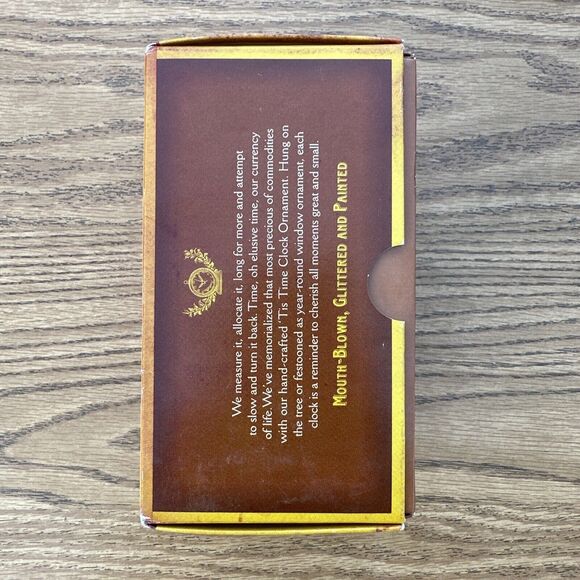 We measure it, allocate it, long for more and attempt
to slow and turn it back. Time, oh elusive time, our currency
of life. We've memorialized that most precious of commodities
with our hand-crafted 'Tis Time Clock Ornament. Hung on
the tree or festooned as year-round window ornament, each
clock is a reminder to cherish all moments great and small.
MOUTH-BLOWN, GLITTERED AND PAINTED